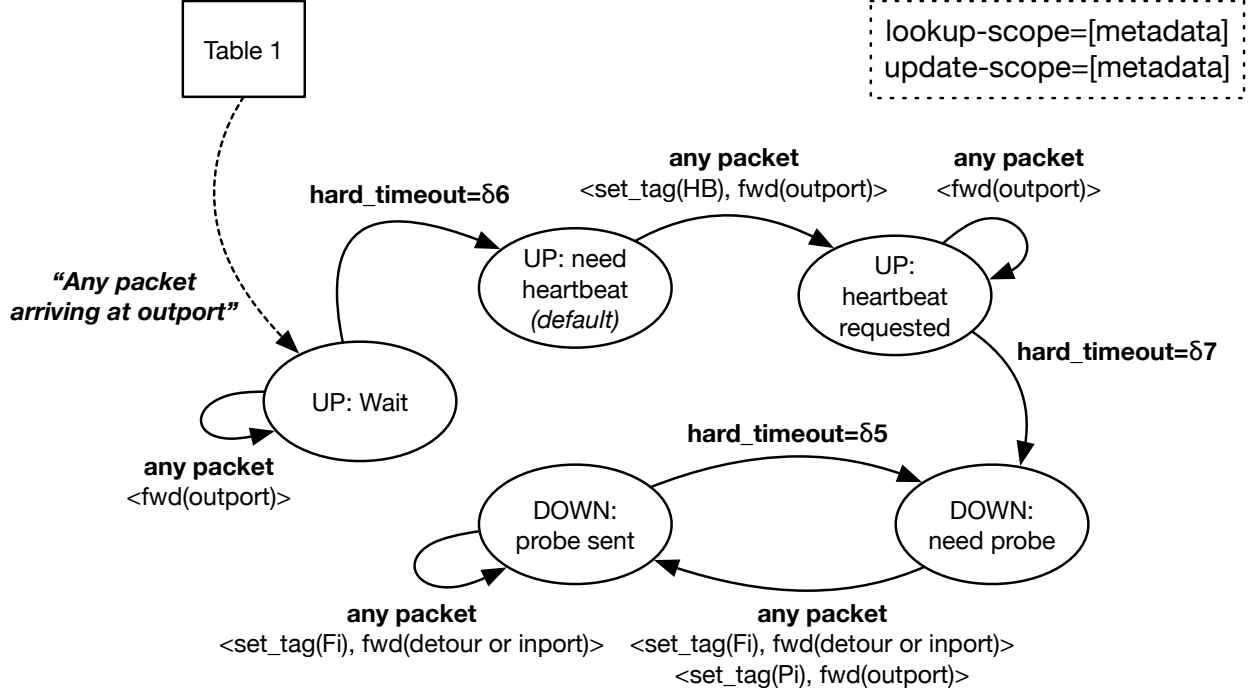 Table 1
lookup-scope=[metadata]
update-scope=[metadata]
any packet
<set_tag(HB), fwd(outport)>
any packet
<fwd(outport)>
hard_timeout=δ6
UP: need
heartbeat
(default)
UP:
heartbeat
requested
“Any packet
arriving at outport”
hard_timeout=δ7
UP: Wait
any packet
<fwd(outport)>
hard_timeout=δ5
DOWN:
probe sent
DOWN:
need probe
any packet
<set_tag(Fi), fwd(detour or inport)>
any packet
<set_tag(Fi), fwd(detour or inport)>
<set_tag(Pi), fwd(outport)>